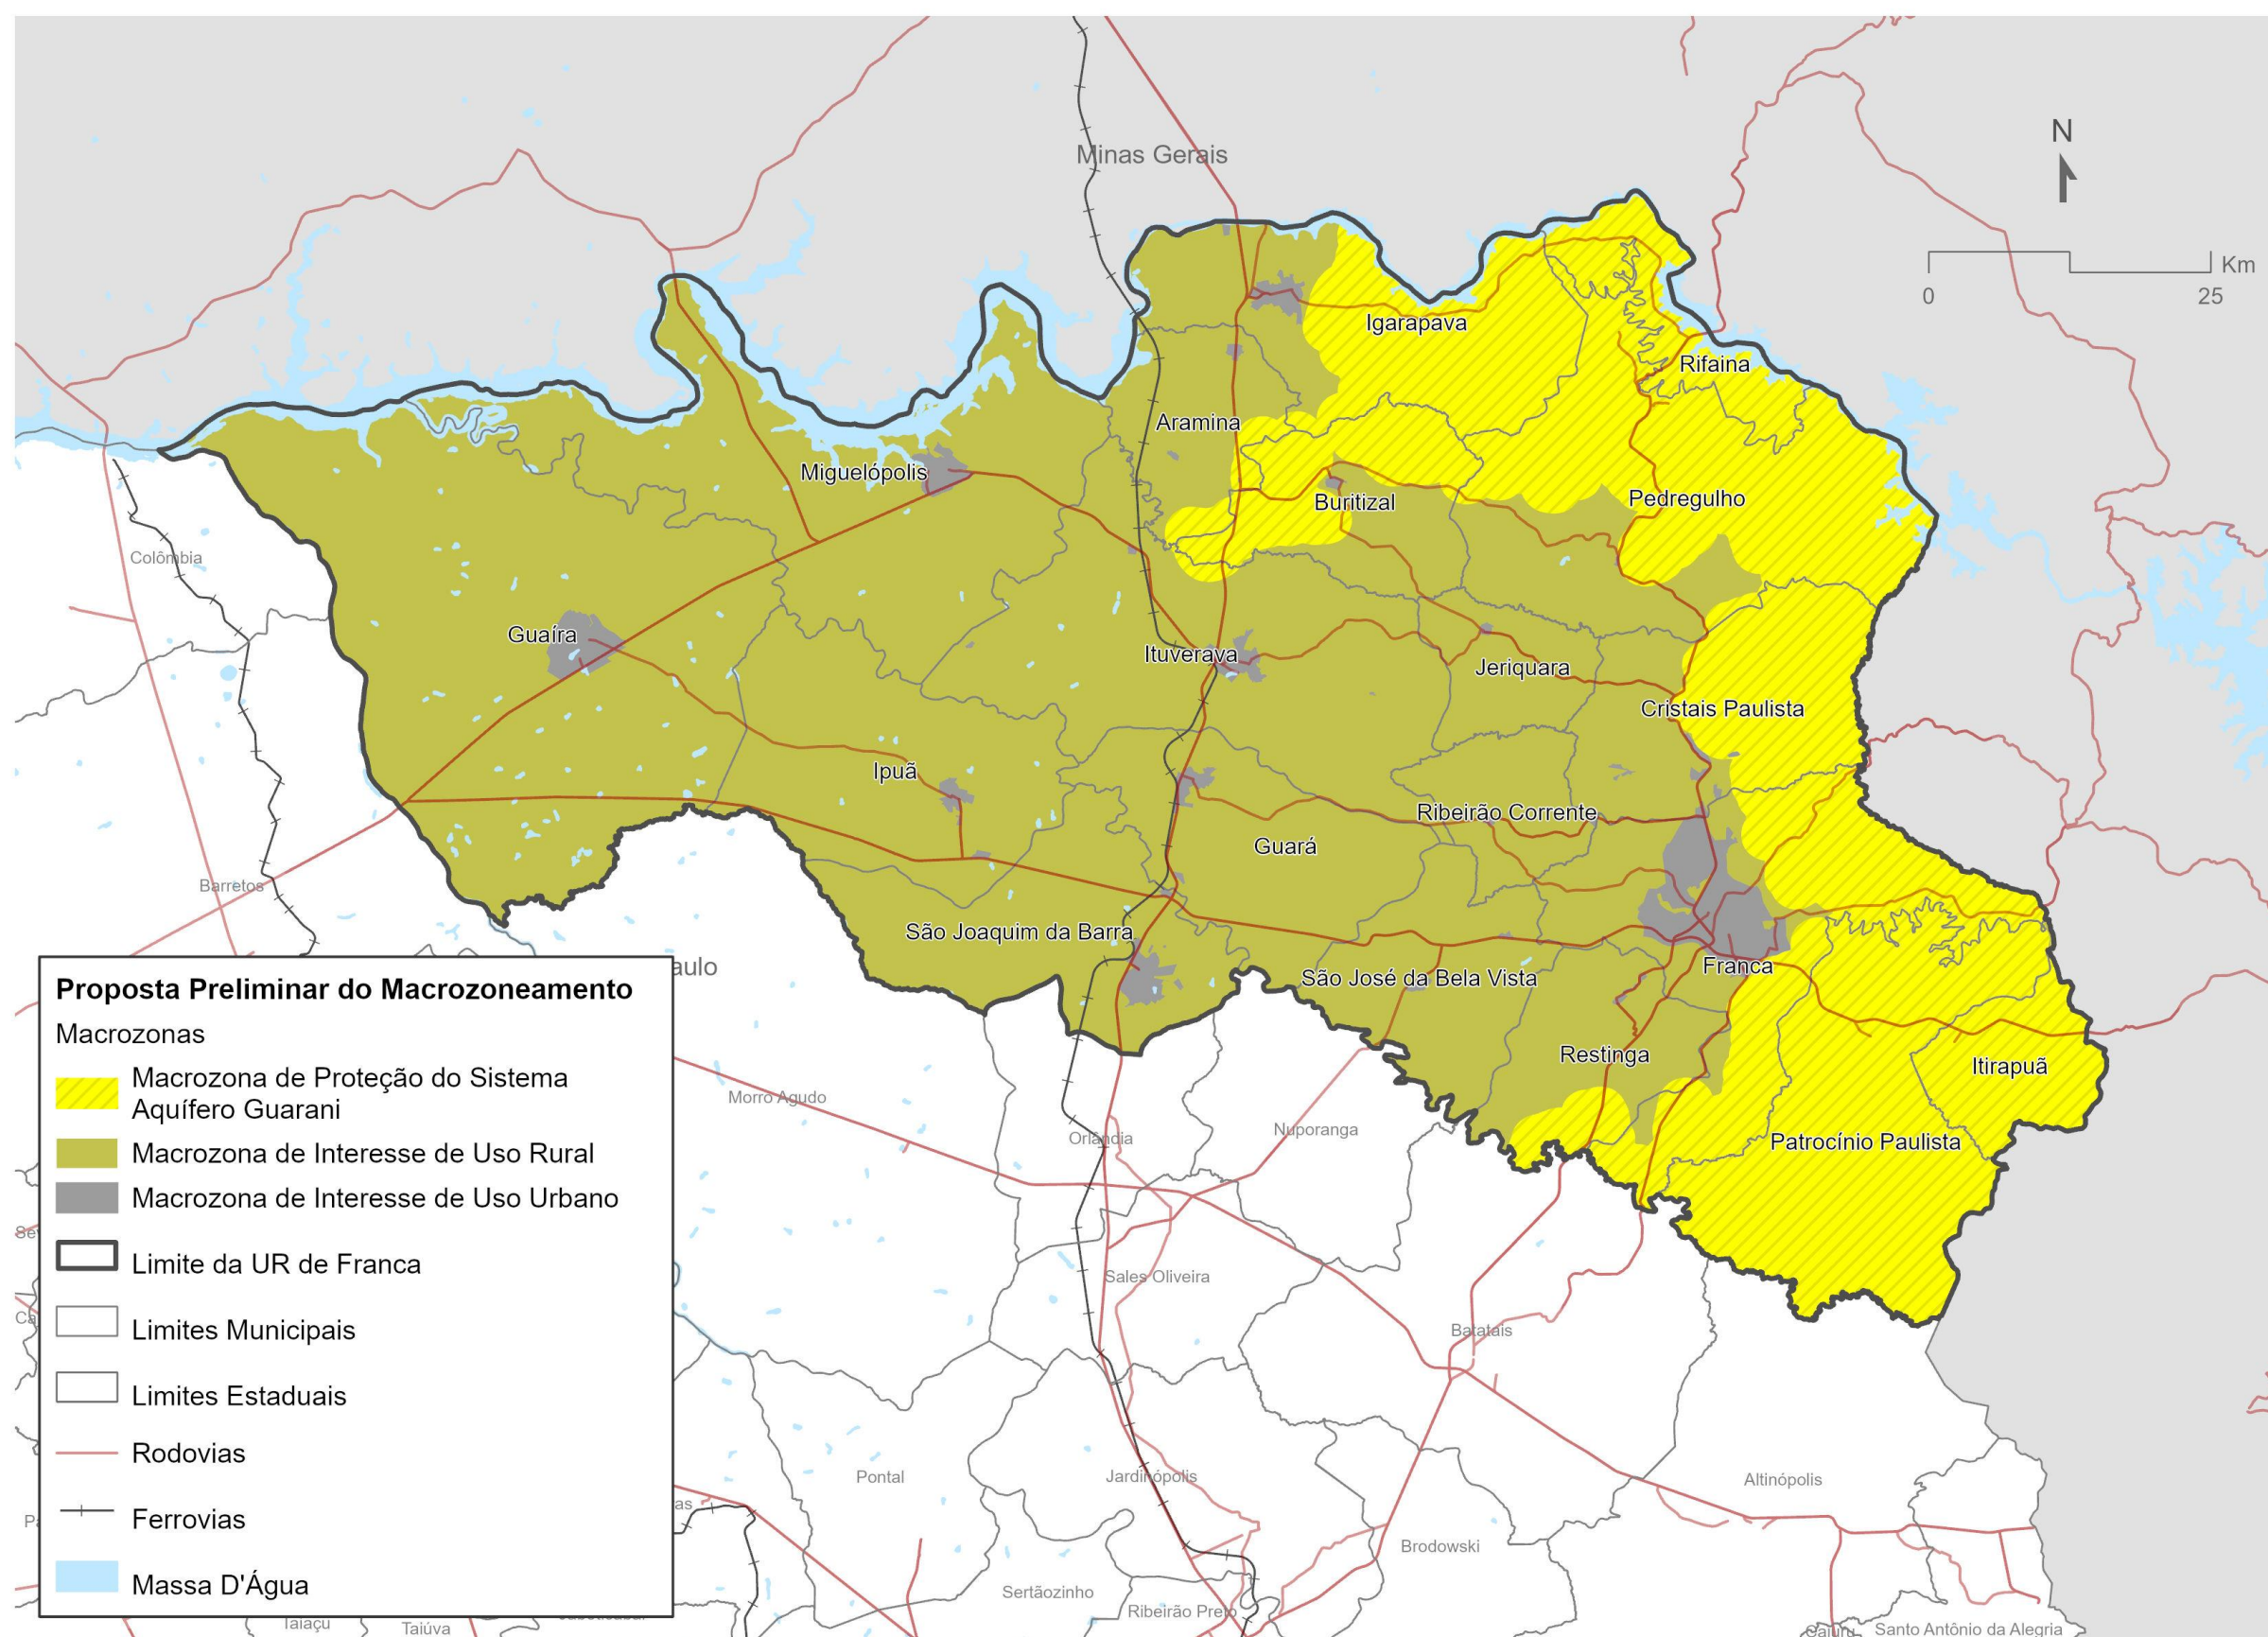 Minas Gerais
N
Km
0
25
Igarapava
Rifaina
Aramina
Miguelópolis
Buritizal
Pedregulho
Colômbia
Guaíra
Ituverava
Jeriquara
Cristais Paulista
Ipuã
Ribeirão Corrente
Guará
Barretos
São Joaquim da Barra
Franca
São José da Bela Vista
aulo
Restinga
Itirapuã
Patrocínio Paulista
Morro Agudo
Orlândia
Nuporanga
Sales Oliveira
Batatais
Pontal
Jardinópolis
Altinópolis
Brodowski
Sertãozinho
Ribeirão Preto
Taiaçu
Taiúva
Cajuru
Santo Antônio da Alegria
Proposta Preliminar do Macrozoneamento
Macrozonas
Macrozona de Proteção do Sistema
Aquífero Guarani
Macrozona de Interesse de Uso Rural
Macrozona de Interesse de Uso Urbano
Limite da UR de Franca
Limites Municipais
Limites Estaduais
Rodovias
Ferrovias
Massa D'Água